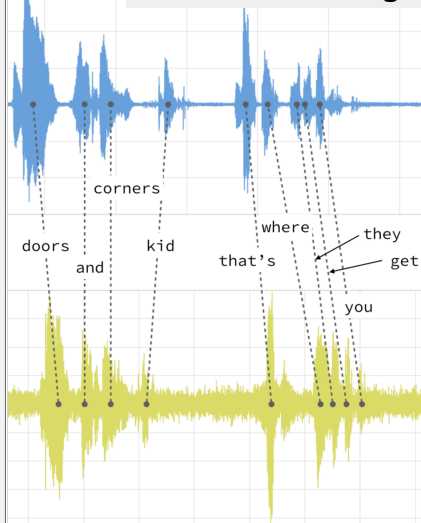 doors
and
corners
kid
that's
where
they
get
you